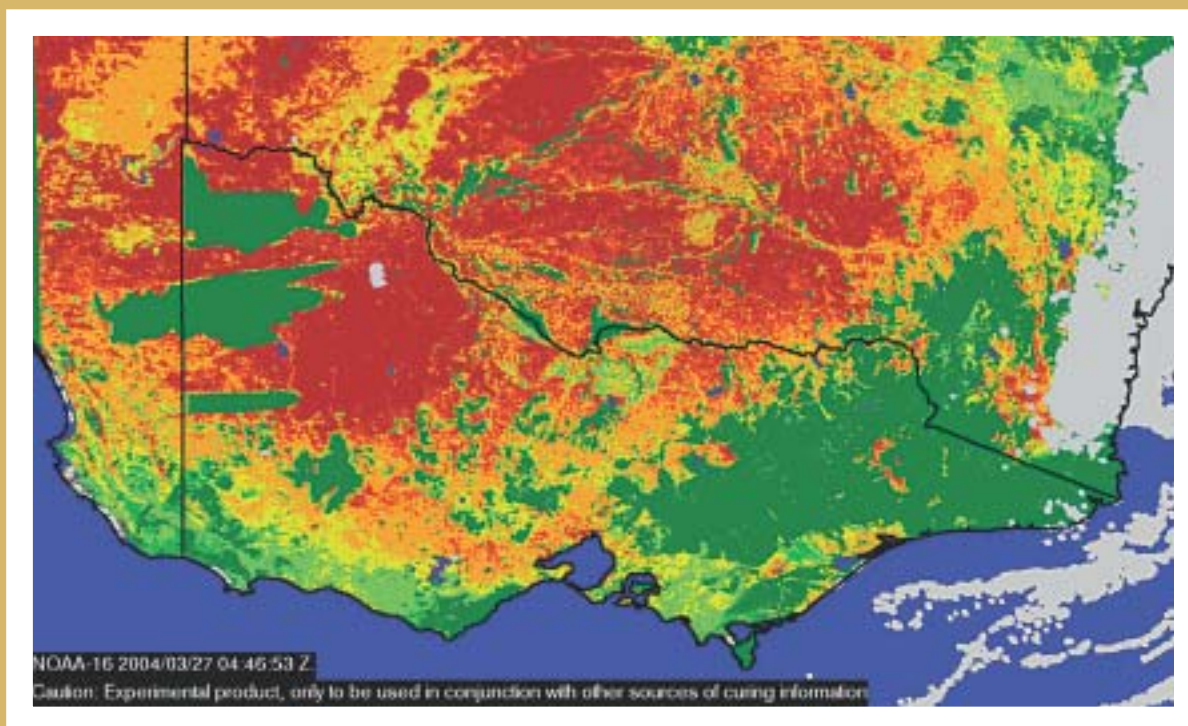 NOAA-16 2004/03/27 04:46:53 Z
Caution: Experimental product, only to be used in conjunction with other sources of curing information